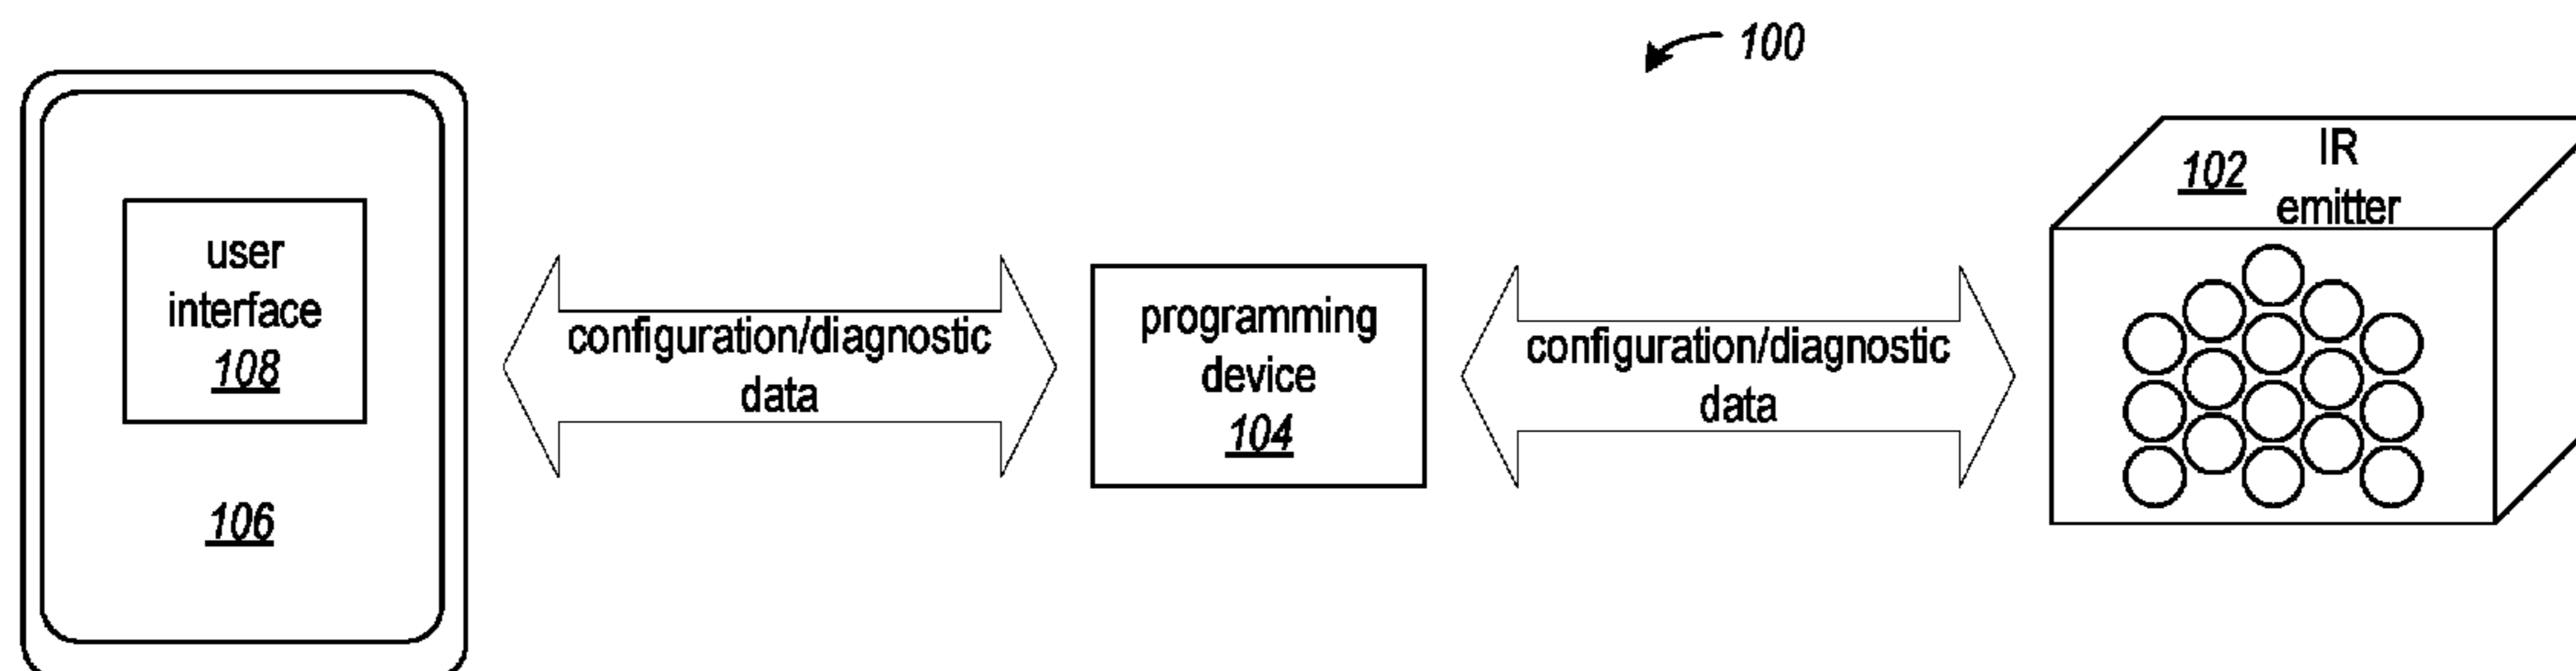 100
user
interface
108
106
configuration/diagnostic
data
programming
device
104
configuration/diagnostic
data
102
IR
emitter